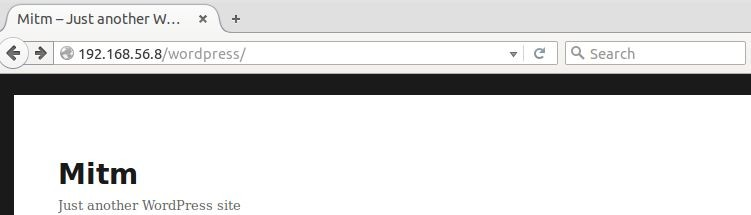 Mitm – Just another W...
192.168.56.8/wordpress/
Search
Mitm
Just another WordPress site